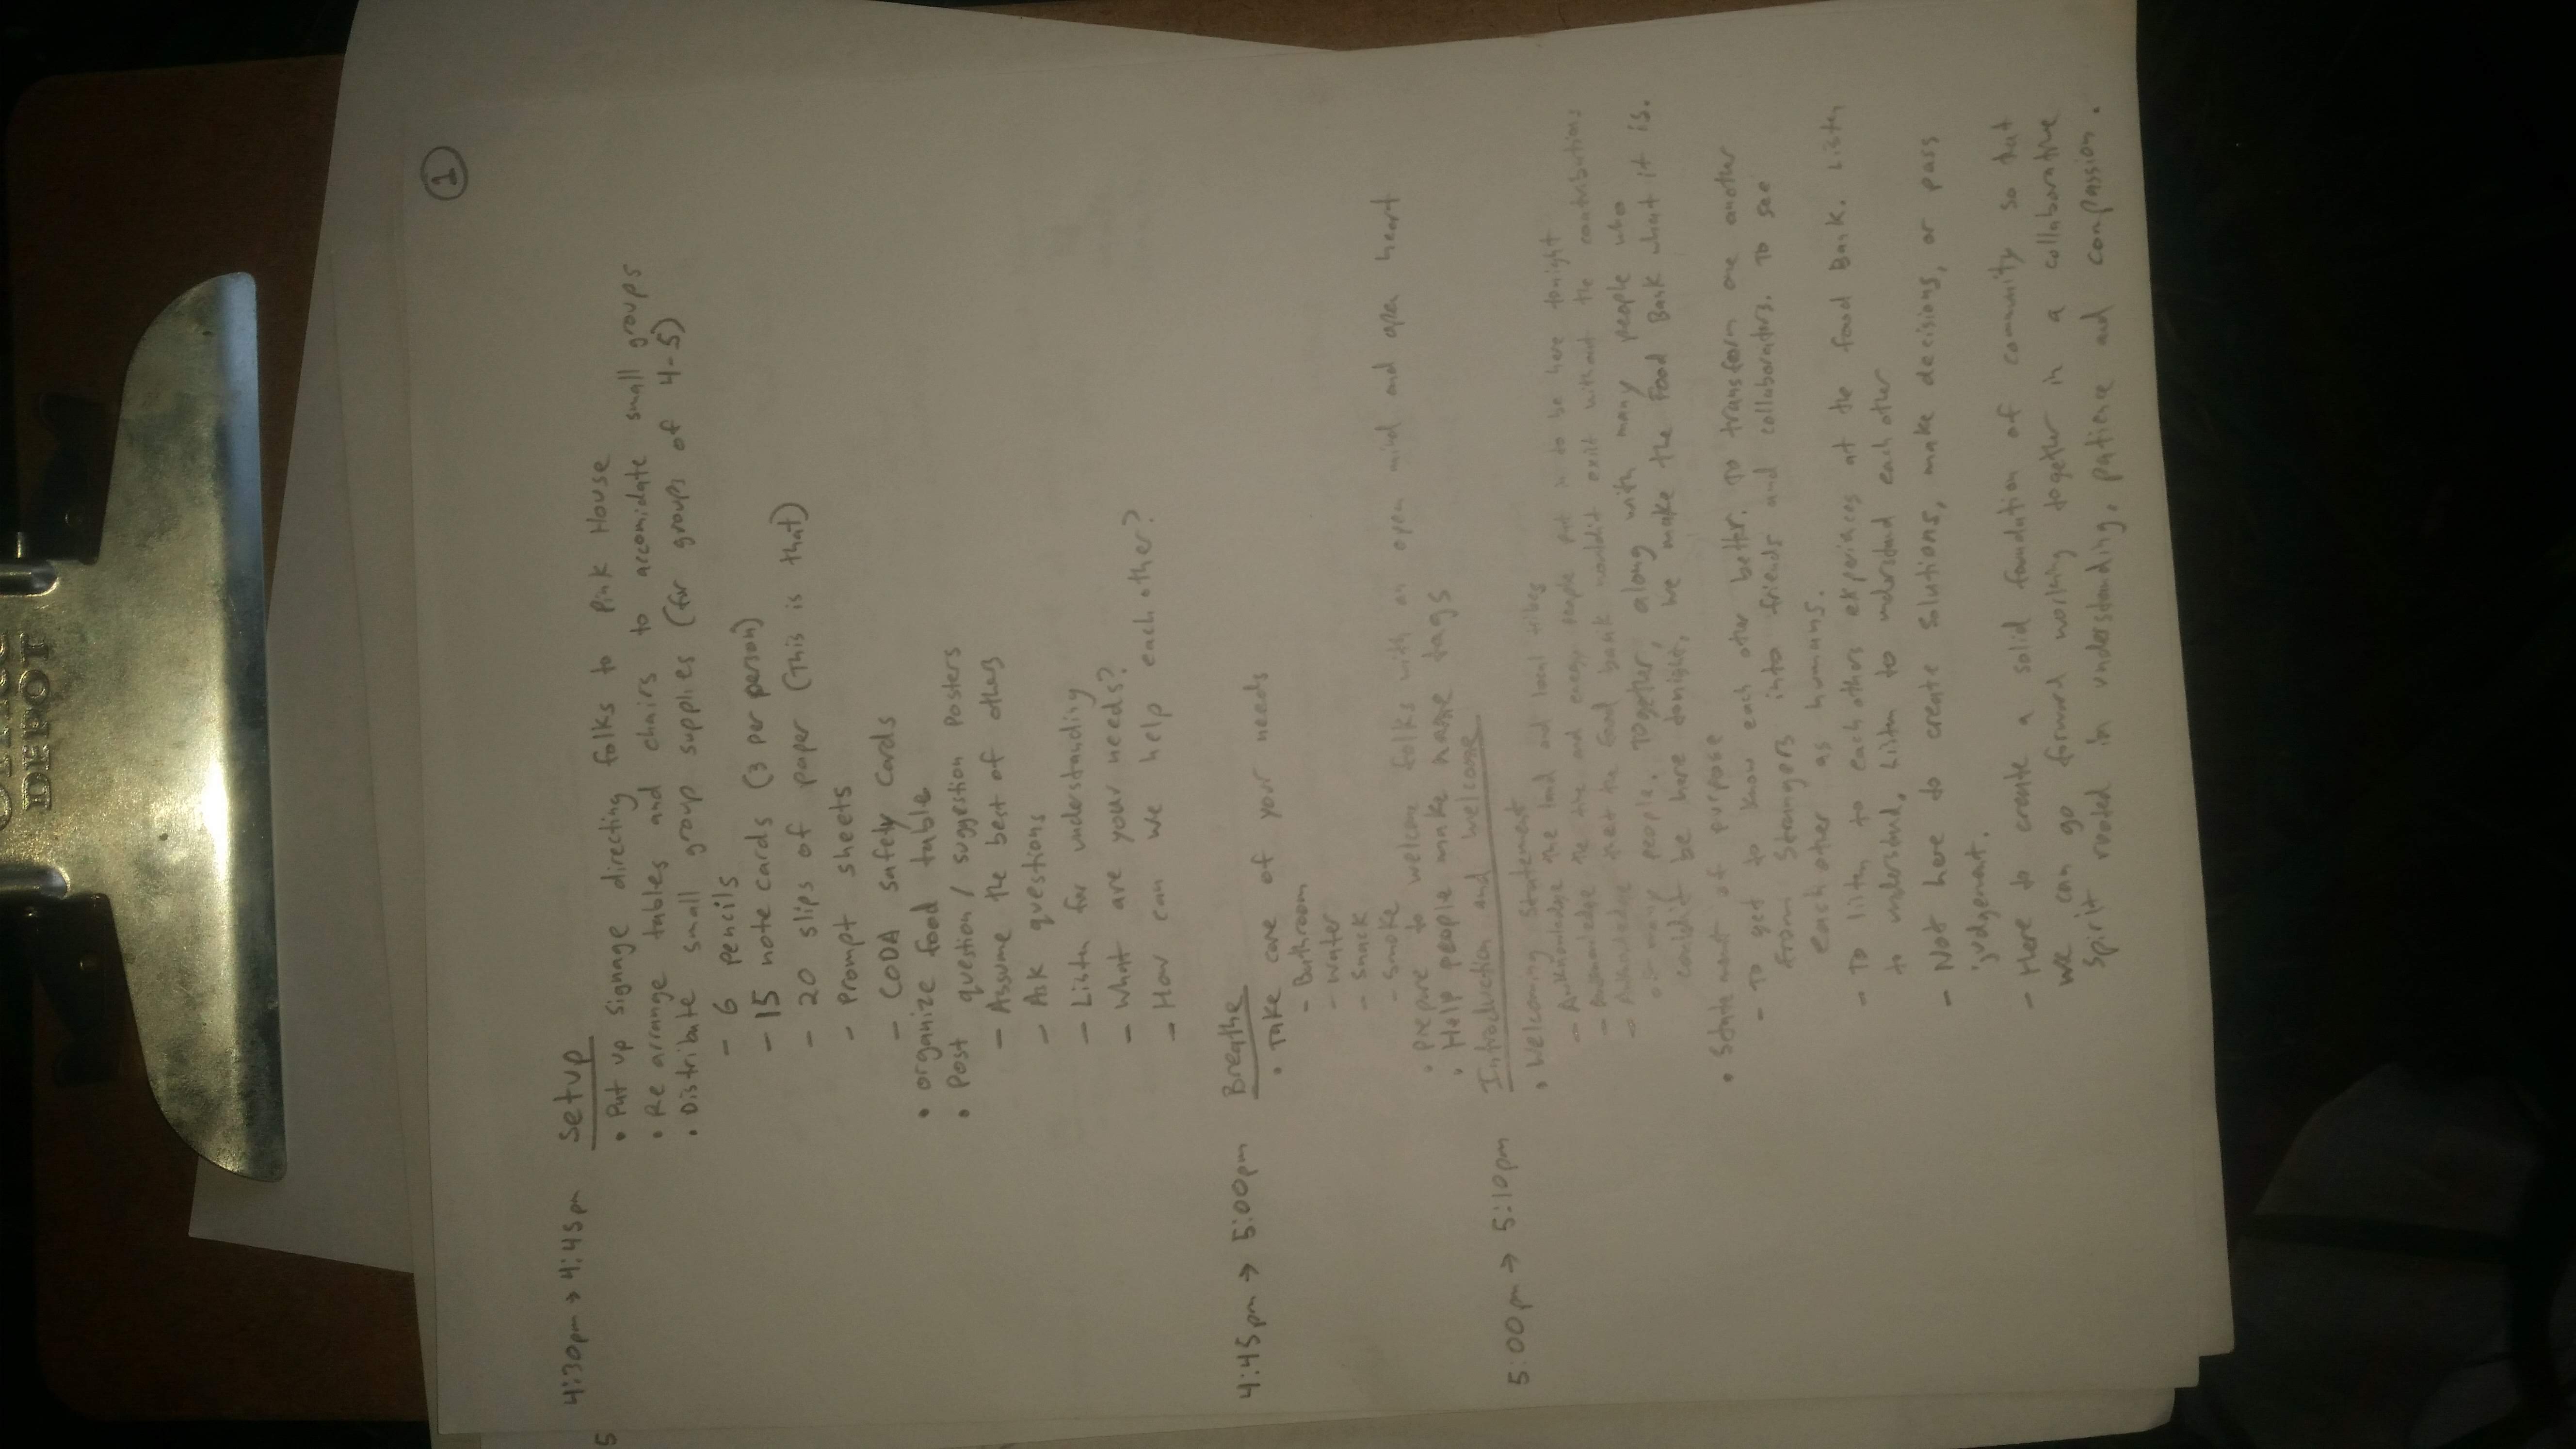 Office
DEPOT
1
4:30pm → 4:45pm Setup
5
• Put up signage directing folks to Pink House
• Re arrange tables and chairs to accomidate small groups
• Distribute small group supplies (for groups of 4-5)
- 6 pencils
- 15 note cards (3 per person)
- 20 slips of paper (This is that)
- Prompt sheets
- CODA safety cards
• organize food table
• Post question / suggestion Posters
- Assume the best of others
- Ask questions
- Listen for understanding
- What are your needs?
- How can we help each other?
4:45pm → 5:00pm Breathe
• Take care of your needs
- Bathroom
- Water
- Snack
- Smoke
• Prepare to welcome folks with an open mind and open heart
• Help people make name tags
5:00pm → 5:10pm Introduction and Welcome
• Welcoming Statement
- Acknowledge the land and local tribes
- Acknowledge the time and energy people put in to be here tonight
- Acknowledge that the Food bank wouldn't exist without the contributions
of many people. Together, along with many people who
couldn't be here tonight, we make the Food Bank what it is.
• Statement of purpose
- To get to know each other better. To transform one another
from strangers into friends and collaborators. To see
each other as humans.
- To listen to each others experiences at the Food Bank. Listen
to understand. Listen to understand each other
- Not here to create solutions, make decisions, or pass
judgement.
- Here to create a solid foundation of community so that
we can go forward working together in a collaborative
spirit rooted in understanding, patience and compassion.